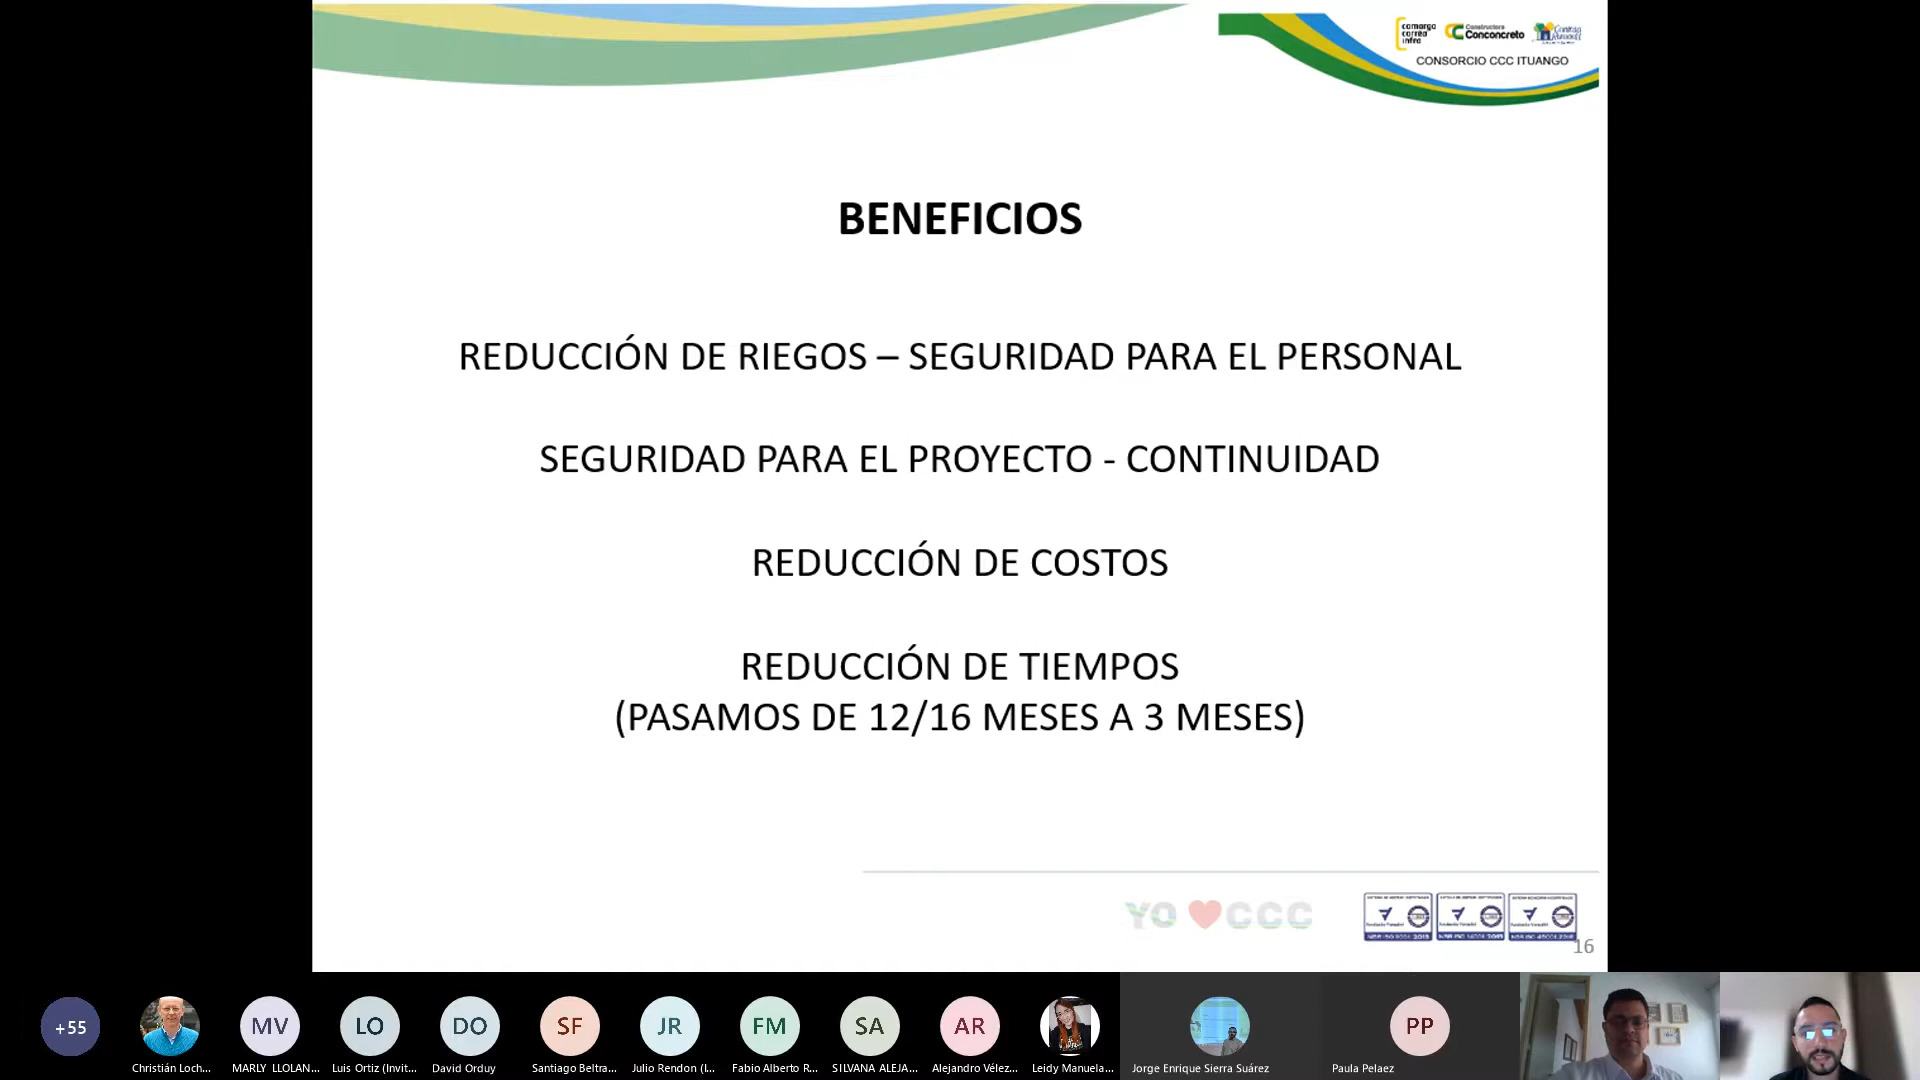 camargo
corrêa
infra
Constructora
Conconcreto
CONSORCIO CCC ITUANGO
BENEFICIOS
REDUCCIÓN DE RIEGOS – SEGURIDAD PARA EL PERSONAL
SEGURIDAD PARA EL PROYECTO - CONTINUIDAD
REDUCCIÓN DE COSTOS
REDUCCIÓN DE TIEMPOS
(PASAMOS DE 12/16 MESES A 3 MESES)
YO ❤CCC
16
+55
MV
LO
DO
SF
JR
FM
SA
AR
PP
Christián Loch...
MARLY LLOLAN...
Luis Ortiz (Invit...
David Orduy
Santiago Beltra...
Julio Rendon (I...
Fabio Alberto R...
SILVANA ALEJA...
Alejandro Vélez...
Leidy Manuela...
Jorge Enrique Sierra Suárez
Paula Pelaez